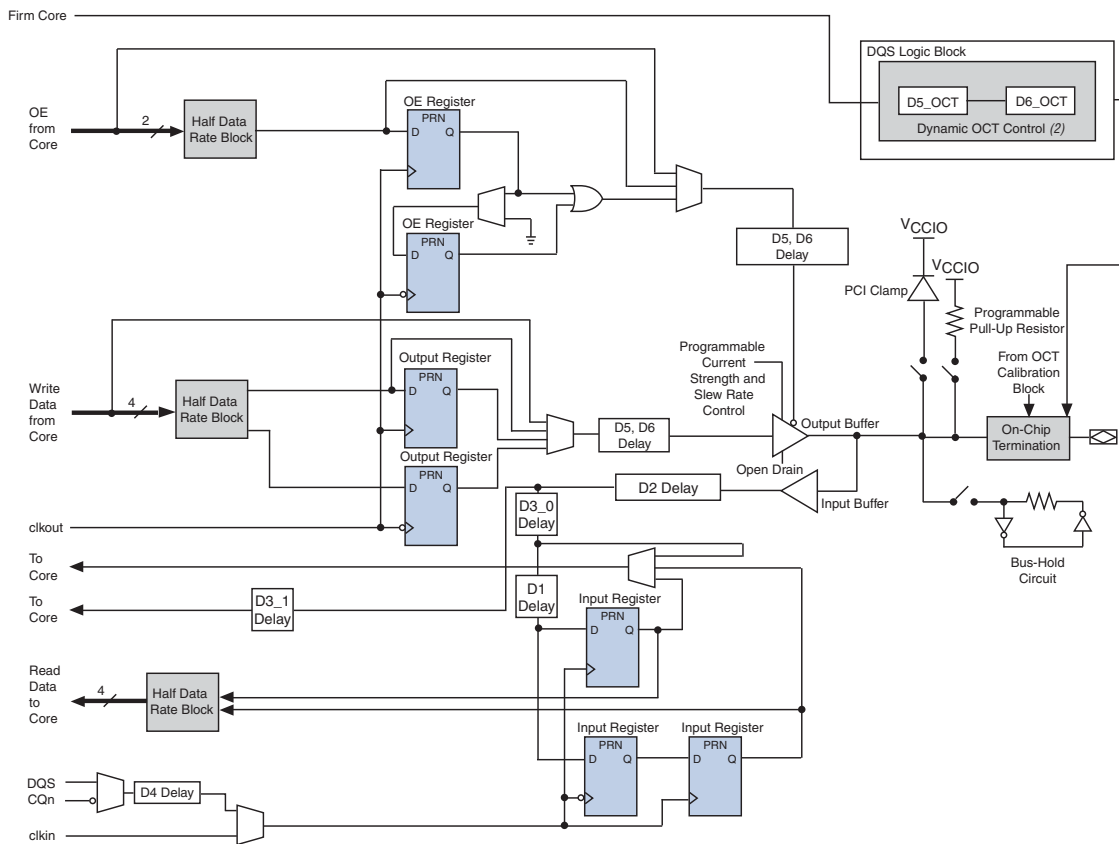 Firm Core
DQS Logic Block
D5_OCT
D6_OCT
Dynamic OCT Control (2)
OE
from
Core
2
Half Data
Rate Block
OE Register
PRN
D
Q
OE Register
PRN
D
Q
D5, D6
Delay
VCCIO
PCI Clamp
VCCIO
Programmable
Pull-Up Resistor
From OCT
Calibration
Block
On-Chip
Termination
Programmable
Current
Strength and
Slew Rate
Control
Output Buffer
Open Drain
Input Buffer
Write
Data
from
Core
4
Half Data
Rate Block
Output Register
PRN
D
Q
Output Register
PRN
D
Q
D5, D6
Delay
D2 Delay
clkout
D3_0
Delay
Bus-Hold
Circuit
To
Core
D1
Delay
To
Core
D3_1
Delay
Input Register
PRN
D
Q
Read
Data
to
Core
4
Half Data
Rate Block
Input Register
PRN
D
Q
Input Register
PRN
D
Q
DQS
CQn
D4 Delay
clkin